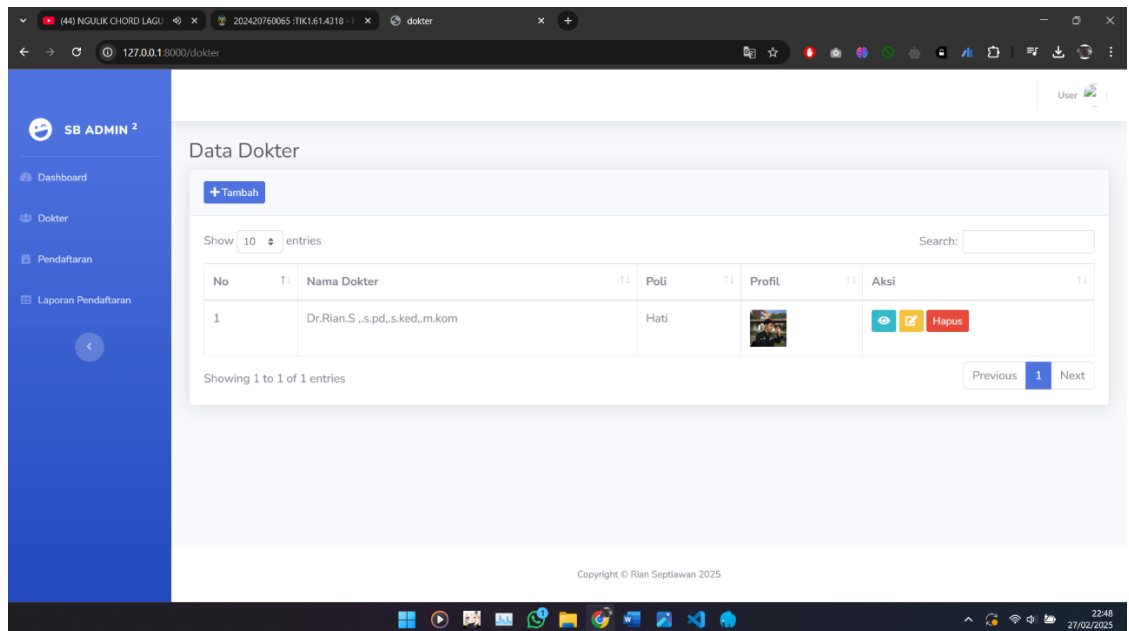 (44) NGULIK CHORD LAGU
202420760065 :TIK1.61.4318 -
dokter
127.0.0.1:8000/dokter
User
SB ADMIN 2
Data Dokter
Dashboard
Tambah
Dokter
Show 10 entries
Search:
Pendaftaran
No Nama Dokter Poli Profil Aksi
Laporan Pendaftaran
1 Dr.Rian.S ,.s.pd,.s.ked,.m.kom Hati Hapus
Showing 1 to 1 of 1 entries
Previous 1 Next
Copyright © Rian Septiawan 2025
1
22:48
27/02/2025